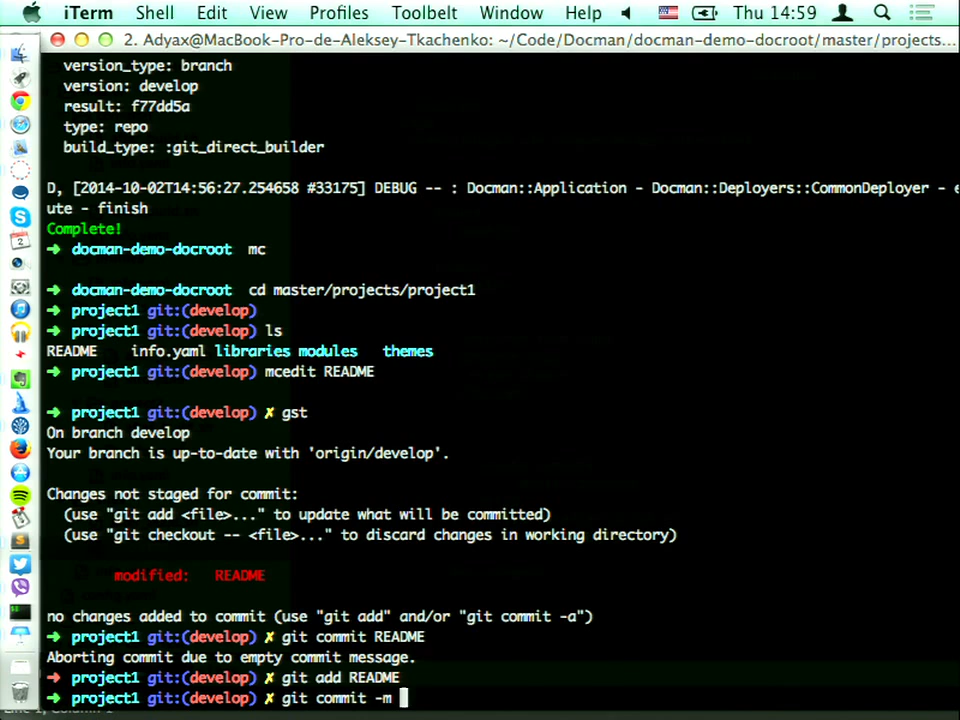 iTerm Shell Edit View Profiles Toolbelt Window Help Thu 14:59
2. Adyax@MacBook-Pro-de-Aleksey-Tkachenko: ~/Code/Docman/docman-demo-docroot/master/projects...
version_type: branch
version: develop
result: f77dd5a
type: repo
build_type: :git_direct_builder
D, [2014-10-02T14:56:27.254658 #33175] DEBUG -- : Docman::Application - Docman::Deployers::CommonDeployer - e
ute - finish
Complete!
➜ docman-demo-docroot mc
➜ docman-demo-docroot cd master/projects/project1
➜ project1 git:(develop)
➜ project1 git:(develop) ls
README info.yaml libraries modules themes
➜ project1 git:(develop) mcedit README
➜ project1 git:(develop) ✗ gst
On branch develop
Your branch is up-to-date with 'origin/develop'.
Changes not staged for commit:
(use "git add <file>..." to update what will be committed)
(use "git checkout -- <file>..." to discard changes in working directory)
modified: README
no changes added to commit (use "git add" and/or "git commit -a")
➜ project1 git:(develop) ✗ git commit README
Aborting commit due to empty commit message.
➜ project1 git:(develop) ✗ git add README
➜ project1 git:(develop) ✗ git commit -m